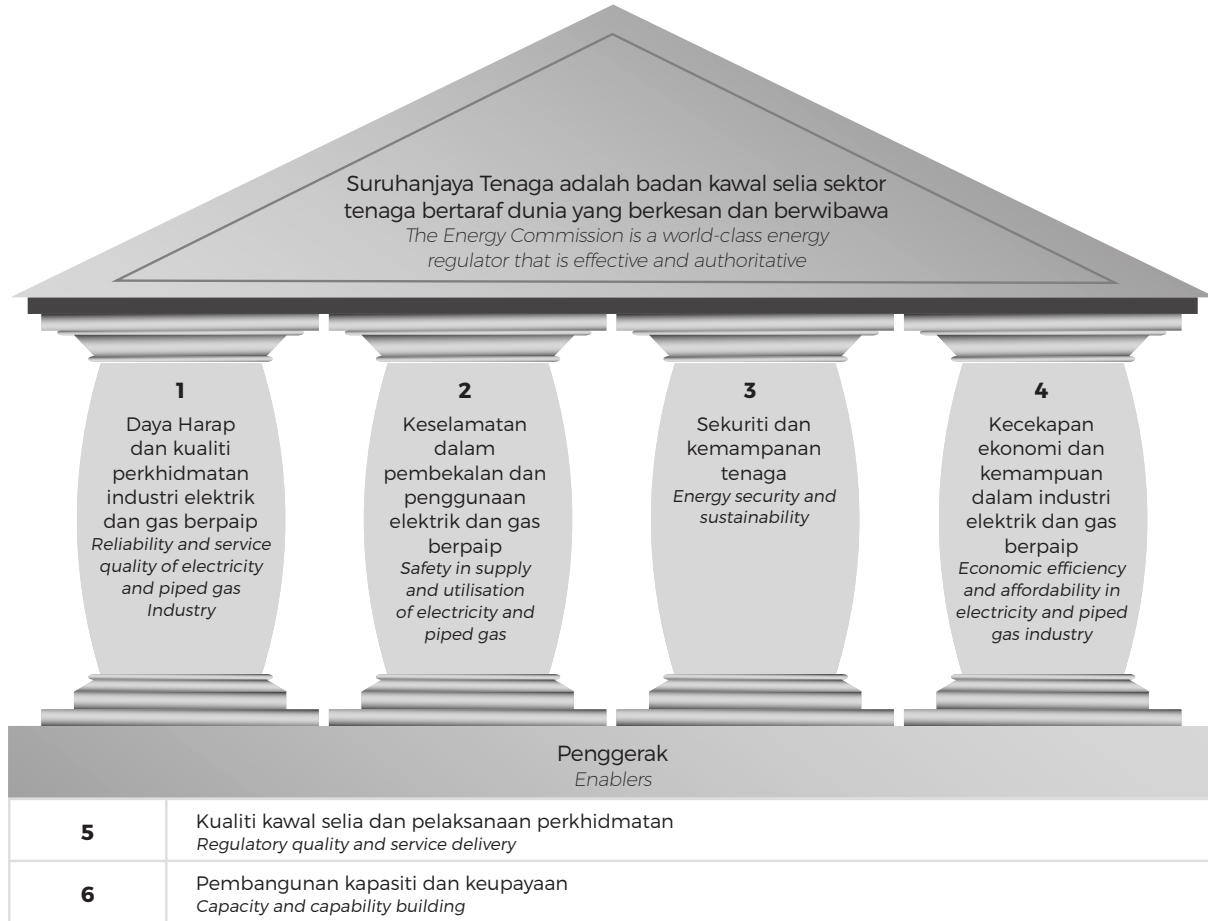 Suruhanjaya Tenaga adalah badan kawal selia sektor
tenaga bertaraf dunia yang berkesan dan berwibawa
The Energy Commission is a world-class energy
regulator that is effective and authoritative
1
Daya Harap
dan kualiti
perkhidmatan
industri elektrik
dan gas berpaip
Reliability and service
quality of electricity
and piped gas
Industry
2
Keselamatan
dalam
pembekalan dan
penggunaan
elektrik dan gas
berpaip
Safety in supply
and utilisation
of electricity and
piped gas
3
Sekuriti dan
kemampanan
tenaga
Energy security and
sustainability
4
Kecekapan
ekonomi dan
kemampuan
dalam industri
elektrik dan gas
berpaip
Economic efficiency
and affordability in
electricity and piped
gas industry
Penggerak
Enablers
5
Kualiti kawal selia dan pelaksanaan perkhidmatan
Regulatory quality and service delivery
6
Pembangunan kapasiti dan keupayaan
Capacity and capability building